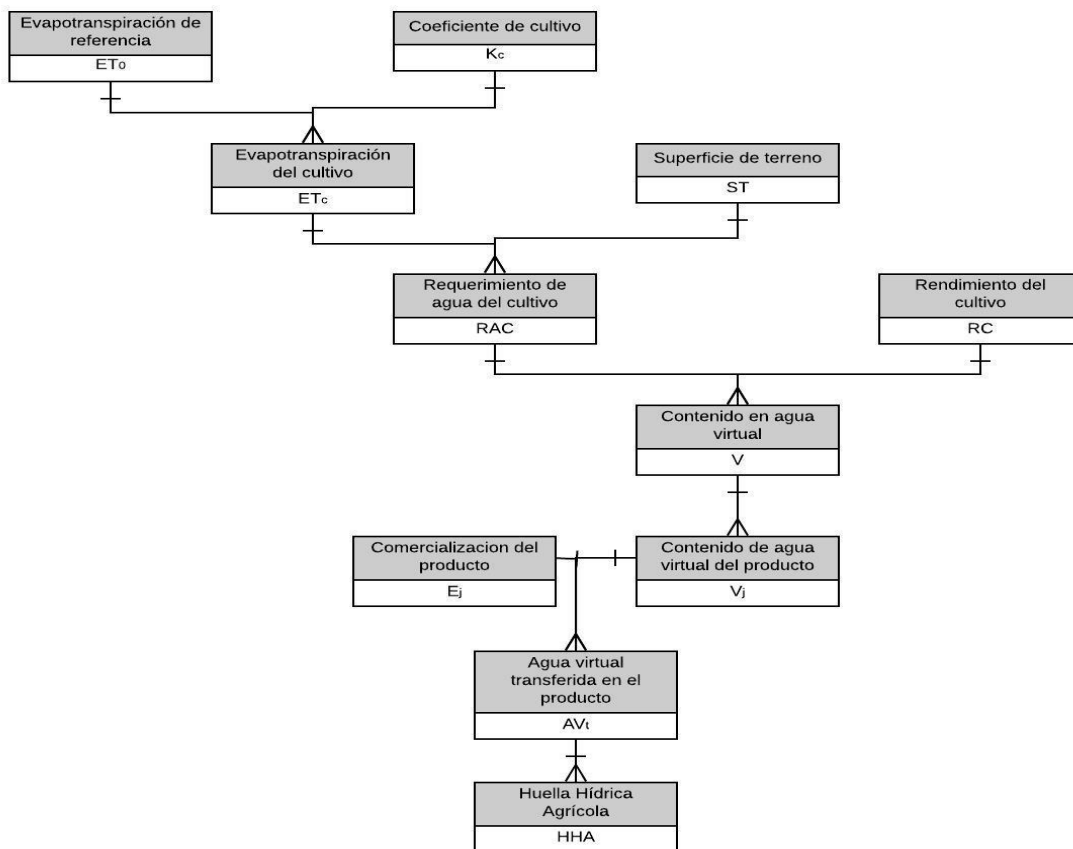 Evapotranspiración de
referencia
ET₀
Coeficiente de cultivo
Kc
Evapotranspiración
del cultivo
ETc
Superficie de terreno
ST
Requerimiento de
agua del cultivo
RAC
Rendimiento del
cultivo
RC
Contenido en agua
virtual
V
Comercializacion del
producto
Ej
Contenido de agua
virtual del producto
Vj
Agua virtual
transferida en el
producto
AVt
Huella Hídrica
Agrícola
HHA